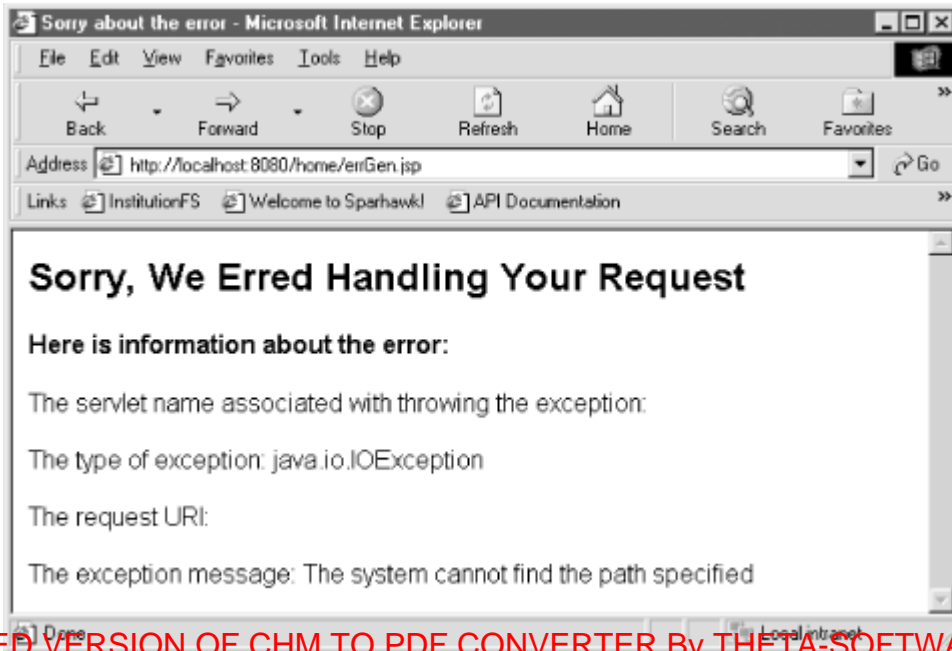 Sorry about the error - Microsoft Internet Explorer
File Edit View Favorites Tools Help
Back Forward Stop Refresh Home Search Favorites »
Address http://localhost:8080/home/errGen.jsp Go
Links InstitutionFS Welcome to Sparhawk! API Documentation »
Sorry, We Erred Handling Your Request
Here is information about the error:
The servlet name associated with throwing the exception:
The type of exception: java.io.IOException
The request URI:
The exception message: The system cannot find the path specified
Done Local intranet
ED VERSION OF CHM TO PDF CONVERTER By THETA-SOFTWA